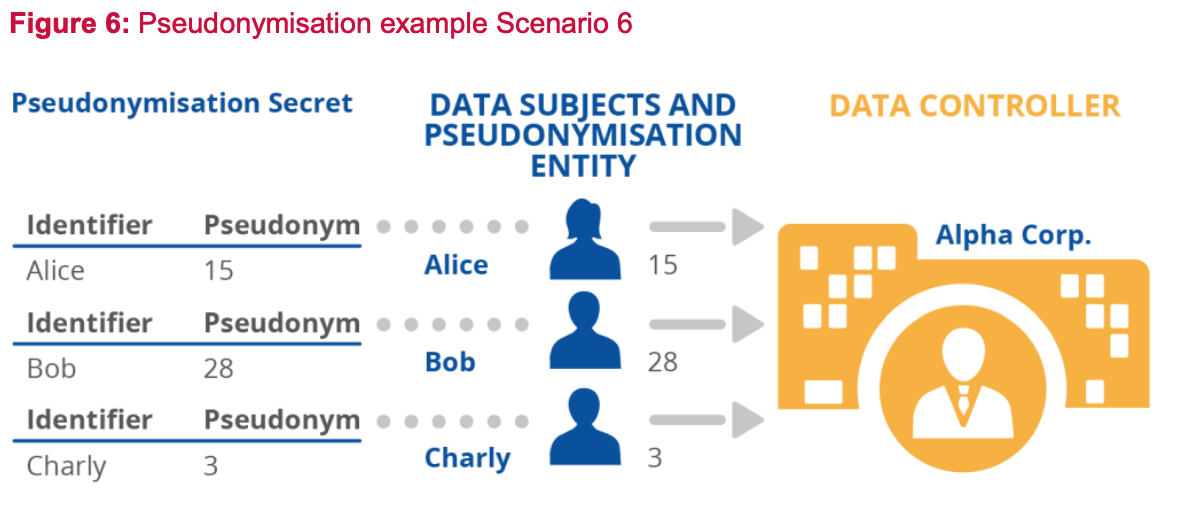 Figure 6: Pseudonymisation example Scenario 6
Pseudonymisation Secret
DATA SUBJECTS AND
PSEUDONYMISATION
ENTITY
DATA CONTROLLER
Identifier Pseudonym
Alice 15
Alice
15
Identifier Pseudonym
Bob 28
Bob
28
Identifier Pseudonym
Charly 3
Charly
3
Alpha Corp.